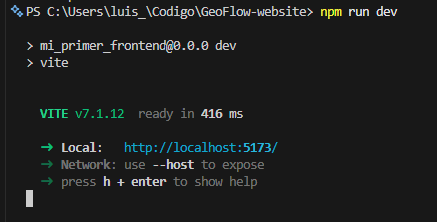 PS C:\Users\luis_\Codigo\GeoFlow-website> npm run dev
> mi_primer_frontend@0.0.0 dev
> vite
VITE v7.1.12 ready in 416 ms
➜ Local: http://localhost:5173/
➜ Network: use --host to expose
➜ press h + enter to show help